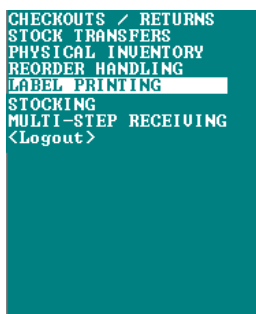 CHECKOUTS / RETURNS
STOCK TRANSFERS
PHYSICAL INVENTORY
REORDER HANDLING
LABEL PRINTING
STOCKING
MULTI-STEP RECEIVING
<Logout>